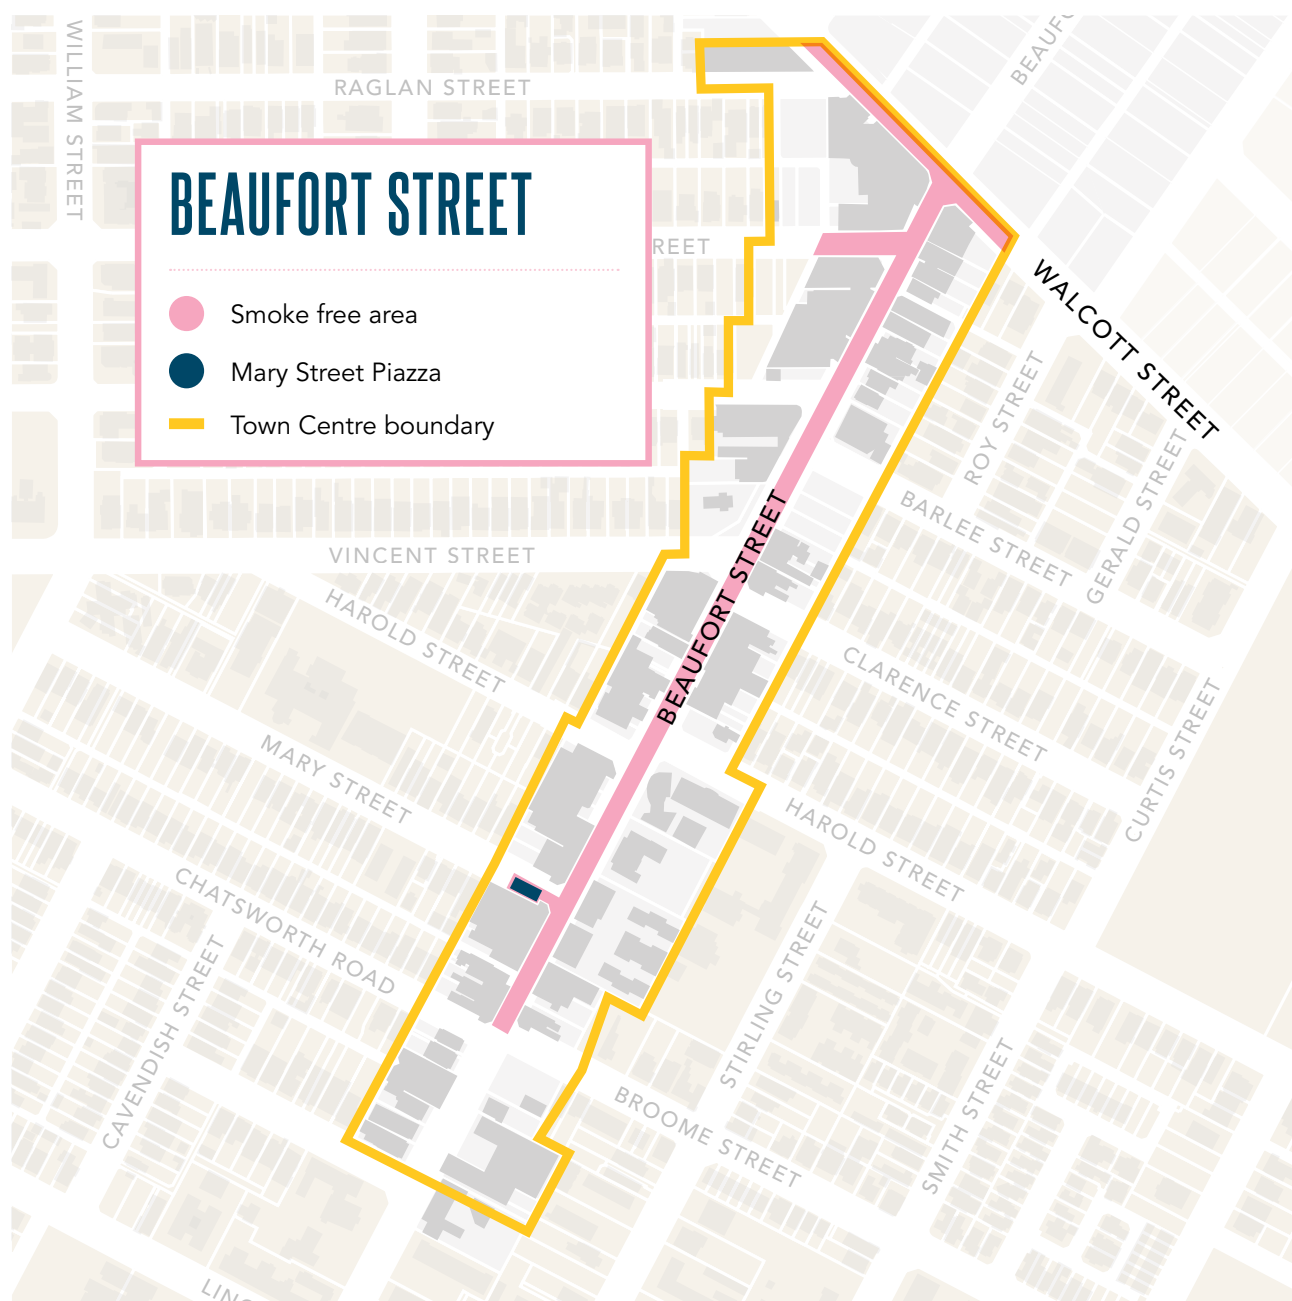 WILLIAM STREET
RAGLAN STREET
BEAUFORT STREET
REET
Smoke free area
Mary Street Piazza
Town Centre boundary
WALCOTT STREET
ROY STREET
GERALD STREET
BARLEE STREET
VINCENT STREET
BEAUFORT STREET
HAROLD STREET
CLARENCE STREET
CURTIS STREET
MARY STREET
HAROLD STREET
CHATSWORTH ROAD
CAVENDISH STREET
STIRLING STREET
SMITH STREET
BROOME STREET